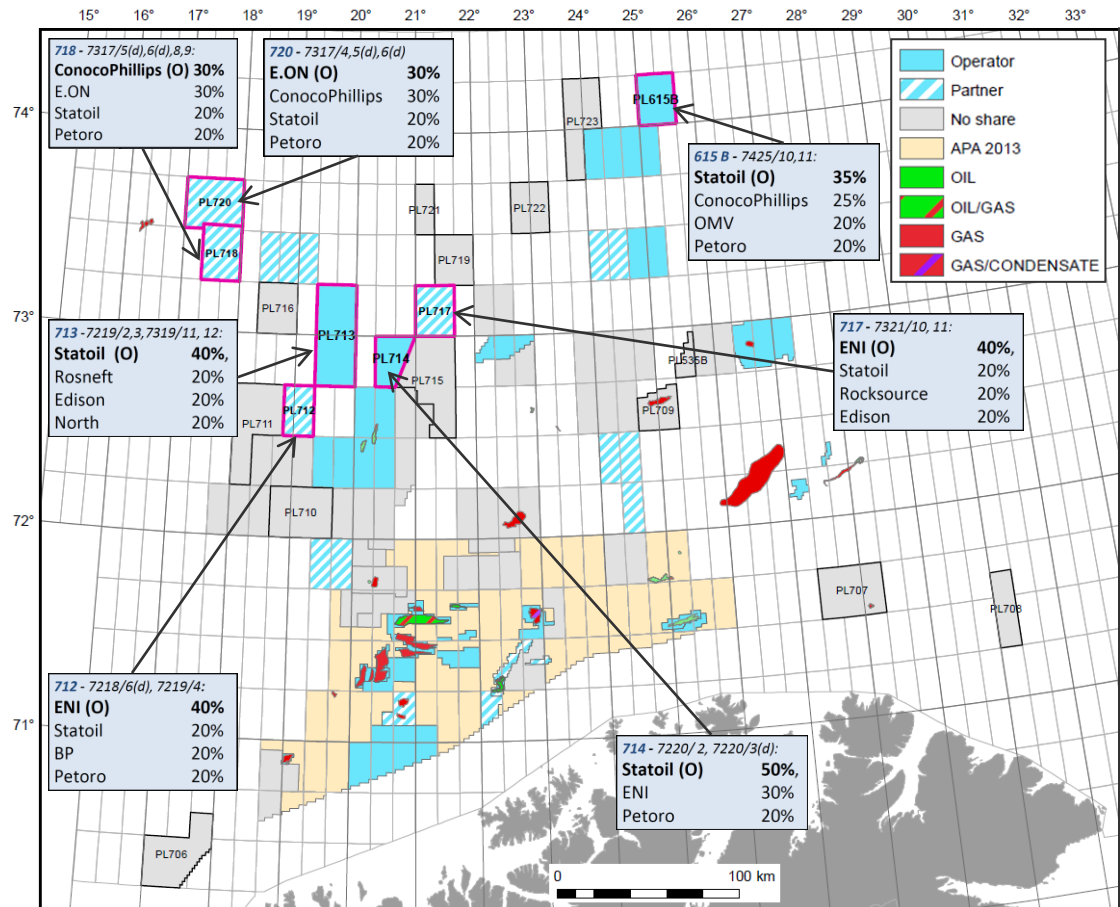 15° 16° 17° 18° 19° 20° 21° 22° 23° 24° 25° 26° 27° 28° 29° 30° 31° 32° 33°
718 - 7317/5(d),6(d),8,9:
ConocoPhillips (O) 30%
E.ON 30%
Statoil 20%
Petoro 20%
720 - 7317/4,5(d),6(d)
E.ON (O) 30%
ConocoPhillips 30%
Statoil 20%
Petoro 20%
Operator
Partner
No share
APA 2013
OIL
OIL/GAS
GAS
GAS/CONDENSATE
74°
PL615B
PL723
615 B - 7425/10,11:
Statoil (O) 35%
ConocoPhillips 25%
OMV 20%
Petoro 20%
PL720
PL721
PL722
PL718
PL719
73°
PL716
PL717
PL713
713 - 7219/2,3,7319/11, 12:
Statoil (O) 40%,
Rosneft 20%
Edison 20%
North 20%
717 - 7321/10, 11:
ENI (O) 40%,
Statoil 20%
Rocksource 20%
Edison 20%
PL714
PL715
PL535B
PL712
PL711
PL709
72°
PL710
PL707
PL708
712 - 7218/6(d), 7219/4:
ENI (O) 40%
Statoil 20%
BP 20%
Petoro 20%
71°
714 - 7220/ 2, 7220/3(d):
Statoil (O) 50%,
ENI 30%
Petoro 20%
PL706
0 100 km